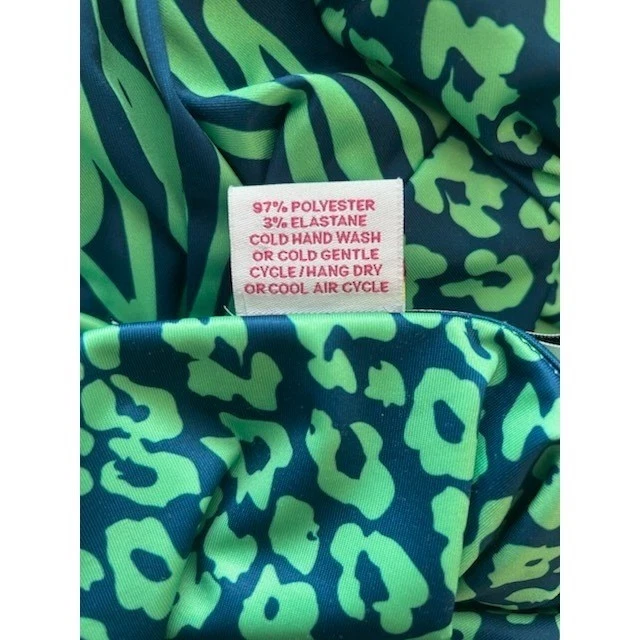 97% POLYESTER
3% ELASTANE
COLD HAND WASH
OR COLD GENTLE
CYCLE/HANG DRY
OR COOL AIR CYCLE